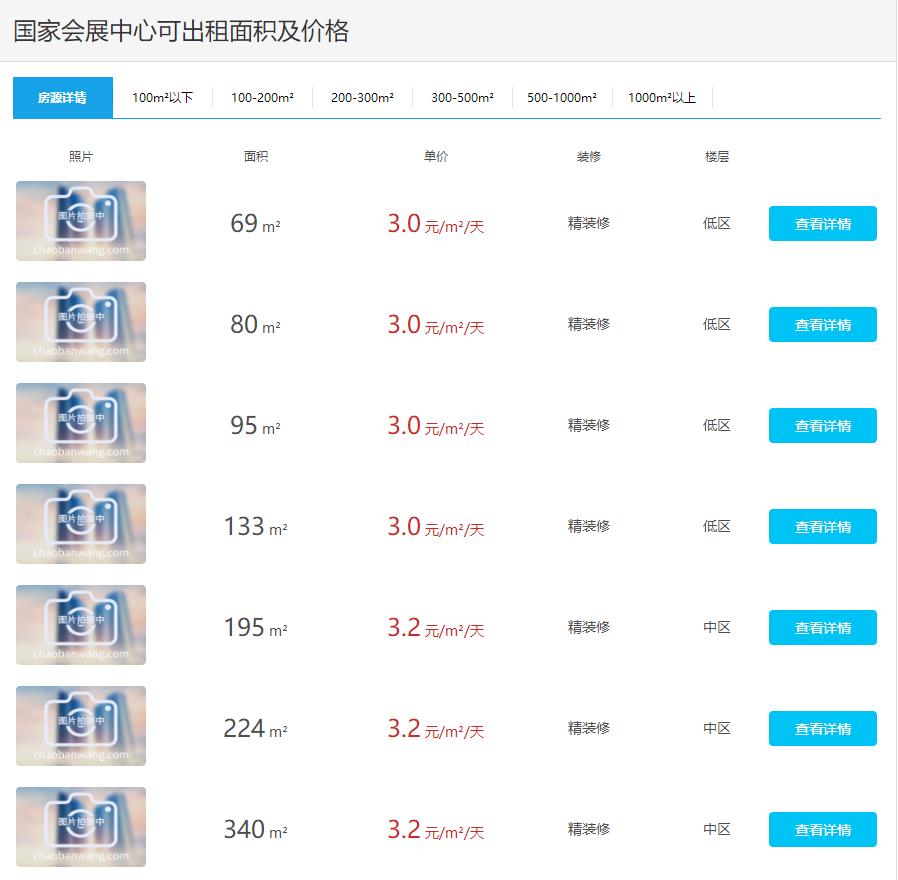 国家会展中心可出租面积及价格
房源详情 100m²以下 100-200m² 200-300m² 300-500m² 500-1000m² 1000m²以上
照片 面积 单价 装修 楼层
图片拍摄中
chaobanwang.com
69 m² 3.0 元/m²/天 精装修 低区 查看详情
图片拍摄中
chaobanwang.com
80 m² 3.0 元/m²/天 精装修 低区 查看详情
图片拍摄中
chaobanwang.com
95 m² 3.0 元/m²/天 精装修 低区 查看详情
图片拍摄中
chaobanwang.com
133 m² 3.0 元/m²/天 精装修 低区 查看详情
图片拍摄中
chaobanwang.com
195 m² 3.2 元/m²/天 精装修 中区 查看详情
图片拍摄中
chaobanwang.com
224 m² 3.2 元/m²/天 精装修 中区 查看详情
图片拍摄中
chaobanwang.com
340 m² 3.2 元/m²/天 精装修 中区 查看详情